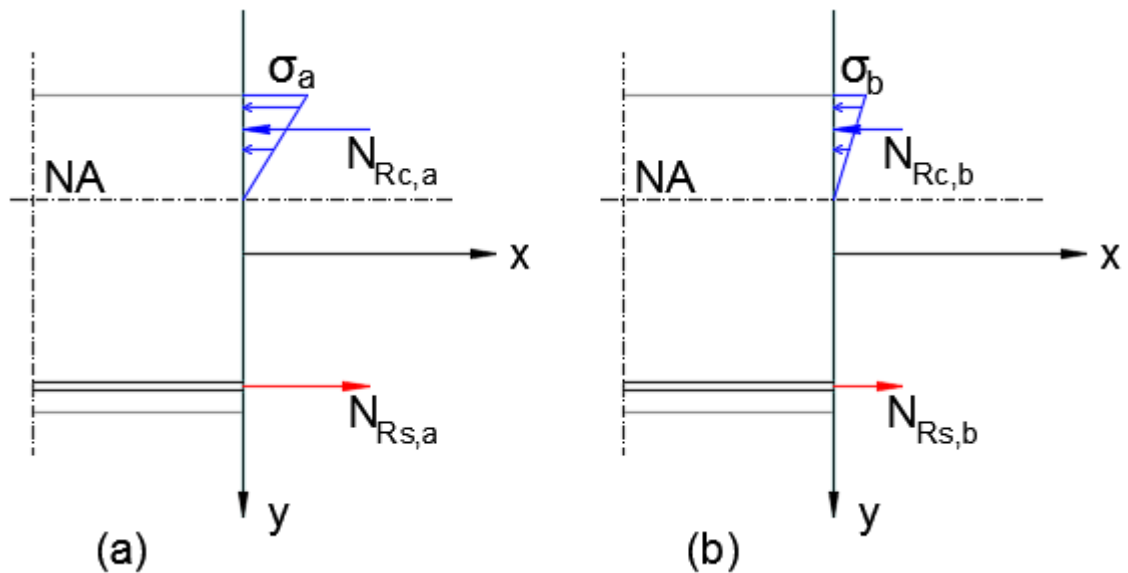 σa
NRc,a
NA
x
NRs,a
y
(a)
σb
NRc,b
NA
x
NRs,b
y
(b)